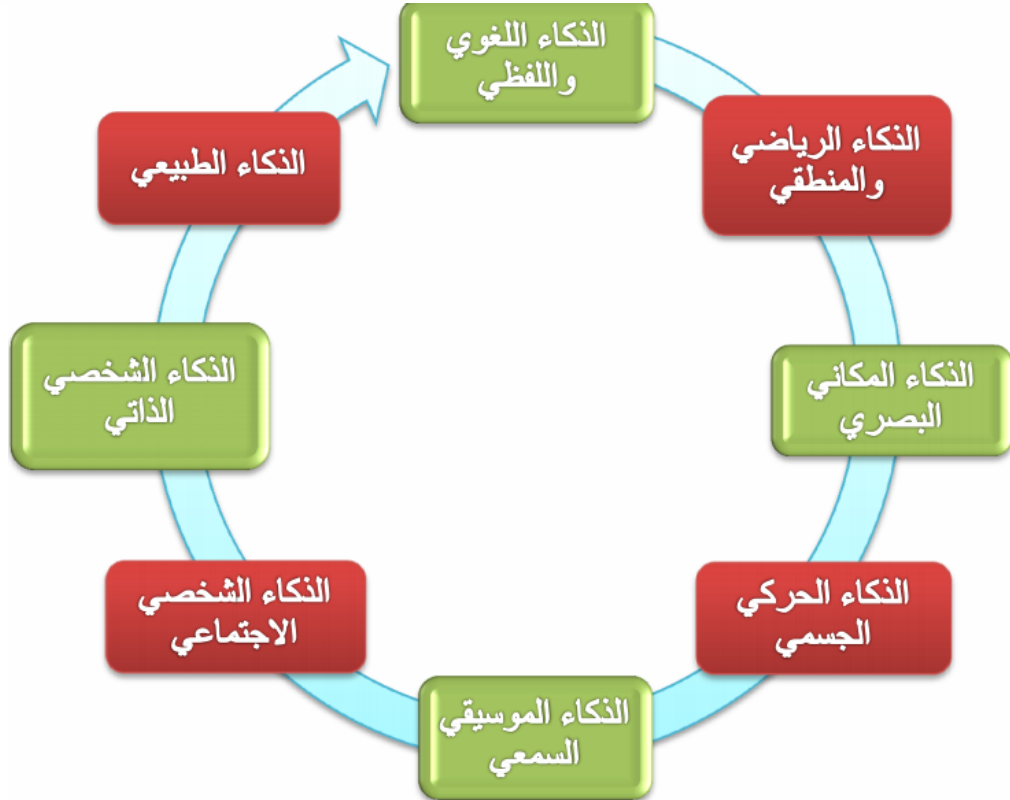 الذكاء اللغوي
واللفظي
الذكاء الرياضي
والمنطقي
الذكاء المكاني
البصري
الذكاء الحركي
الجسمي
الذكاء الموسيقي
السمعي
الذكاء الشخصي
الاجتماعي
الذكاء الشخصي
الذاتي
الذكاء الطبيعي